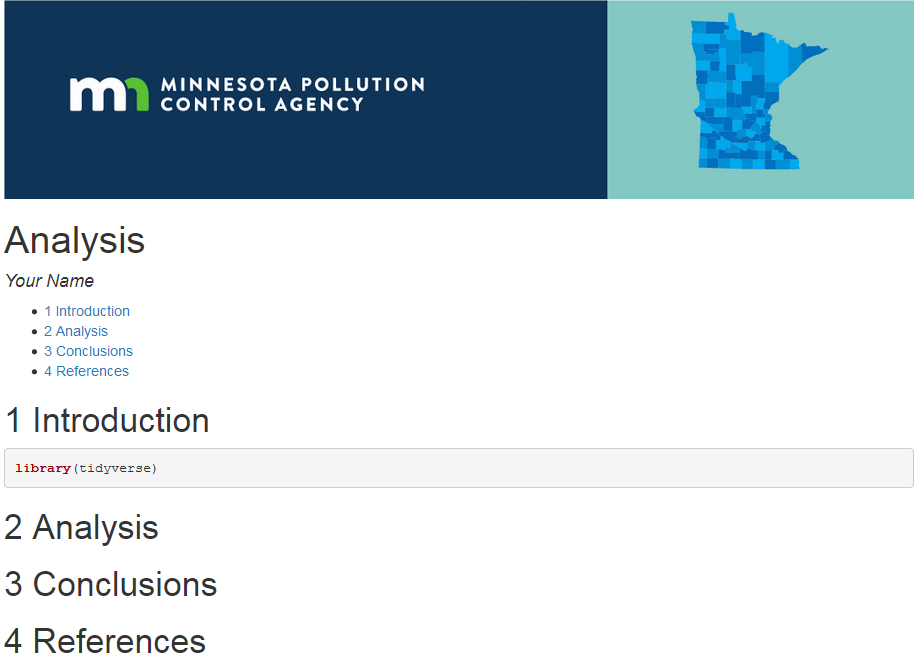 mn MINNESOTA POLLUTION
CONTROL AGENCY
Analysis
Your Name
1 Introduction
2 Analysis
3 Conclusions
4 References
1 Introduction
library(tidyverse)
2 Analysis
3 Conclusions
4 References